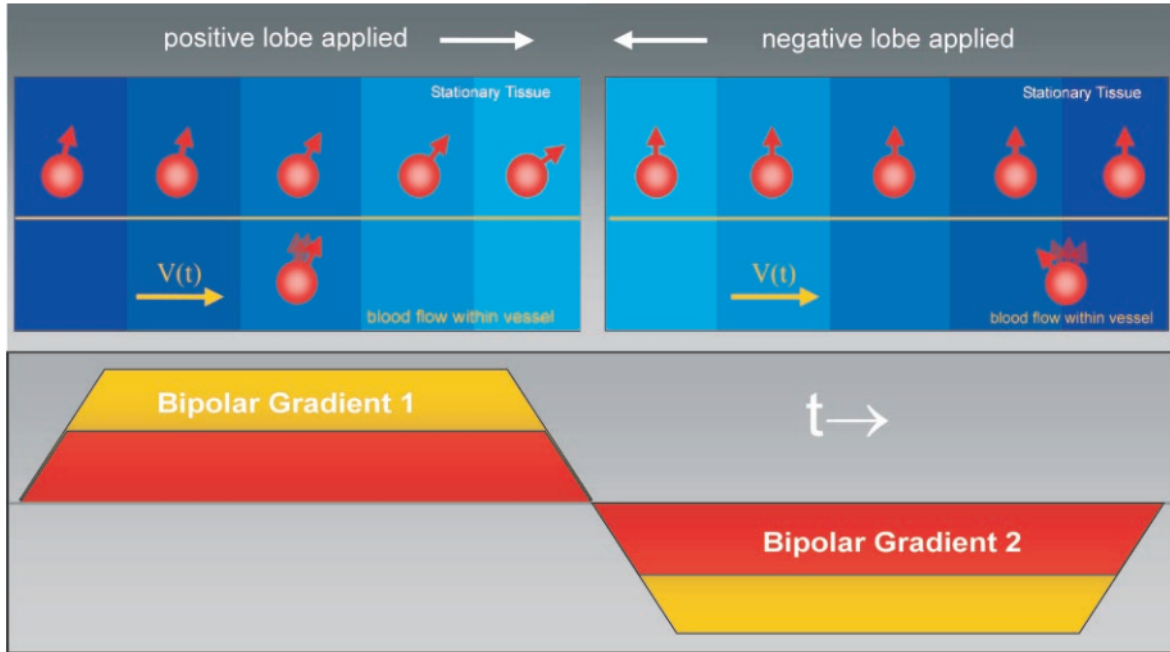 positive lobe applied
negative lobe applied
Stationary Tissue
Stationary Tissue
V(t)
blood flow within vessel
V(t)
blood flow within vessel
Bipolar Gradient 1
t→
Bipolar Gradient 2